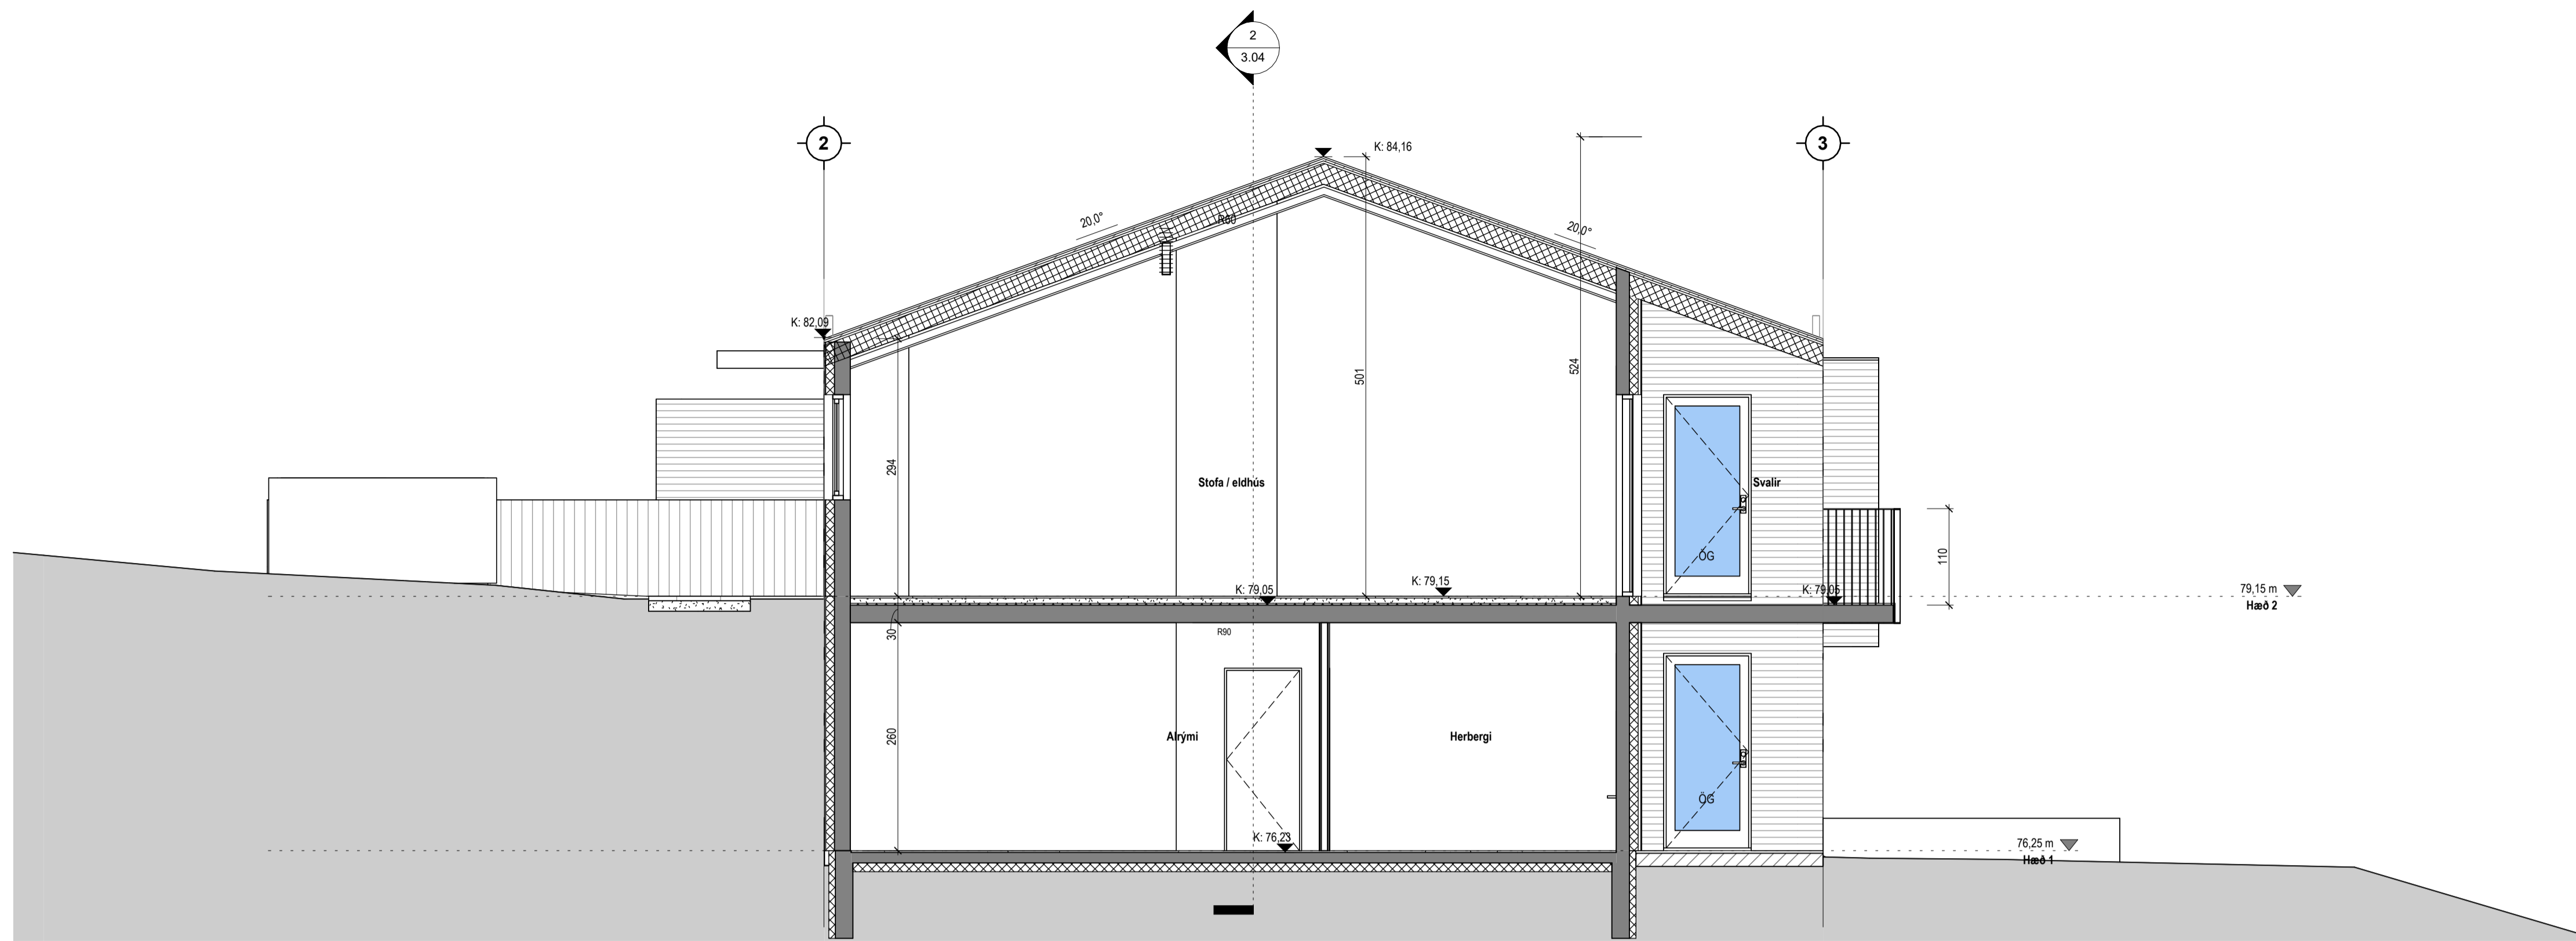 2
3.04
2
3
K: 84,16
20,0°
R60
20,0°
K: 82,09
501
524
294
Stofa / eldhús
Svalir
ÖG
110
K: 79,05
K: 79,15
K: 79,05
79,15 m
Hæð 2
30
R90
260
Alrými
Herbergi
ÖG
K: 76,23
76,25 m
Hæð 1